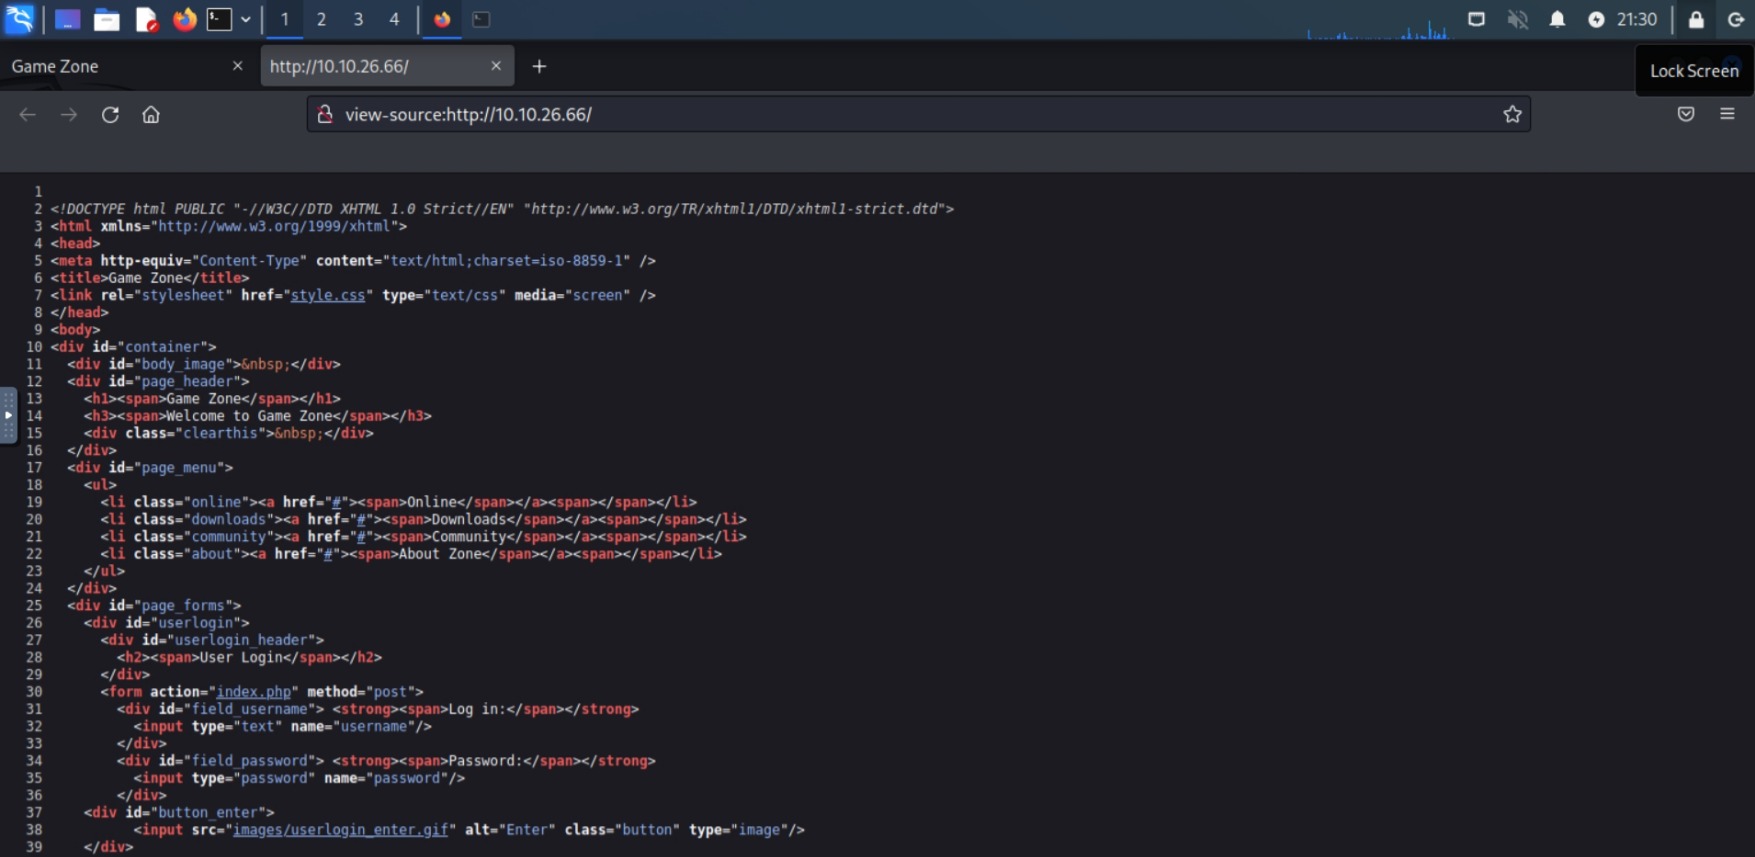 1 2 3 4 21:30
Game Zone × http://10.10.26.66/ × + Lock Screen
view-source:http://10.10.26.66/
1
2 <!DOCTYPE html PUBLIC "-//W3C//DTD XHTML 1.0 Strict//EN" "http://www.w3.org/TR/xhtml1/DTD/xhtml1-strict.dtd">
3 <html xmlns="http://www.w3.org/1999/xhtml">
4 <head>
5 <meta http-equiv="Content-Type" content="text/html;charset=iso-8859-1" />
6 <title>Game Zone</title>
7 <link rel="stylesheet" href="style.css" type="text/css" media="screen" />
8 </head>
9 <body>
10 <div id="container">
11   <div id="body_image">&nbsp;</div>
12   <div id="page_header">
13     <h1><span>Game Zone</span></h1>
14     <h3><span>Welcome to Game Zone</span></h3>
15     <div class="clearthis">&nbsp;</div>
16   </div>
17   <div id="page_menu">
18     <ul>
19       <li class="online"><a href="#"><span>Online</span></a><span></span></li>
20       <li class="downloads"><a href="#"><span>Downloads</span></a><span></span></li>
21       <li class="community"><a href="#"><span>Community</span></a><span></span></li>
22       <li class="about"><a href="#"><span>About Zone</span></a><span></span></li>
23     </ul>
24   </div>
25   <div id="page_forms">
26     <div id="userlogin">
27       <div id="userlogin_header">
28         <h2><span>User Login</span></h2>
29       </div>
30       <form action="index.php" method="post">
31         <div id="field_username"> <strong><span>Log in:</span></strong>
32           <input type="text" name="username"/>
33         </div>
34         <div id="field_password"> <strong><span>Password:</span></strong>
35           <input type="password" name="password"/>
36         </div>
37     <div id="button_enter">
38           <input src="images/userlogin_enter.gif" alt="Enter" class="button" type="image"/>
39     </div>